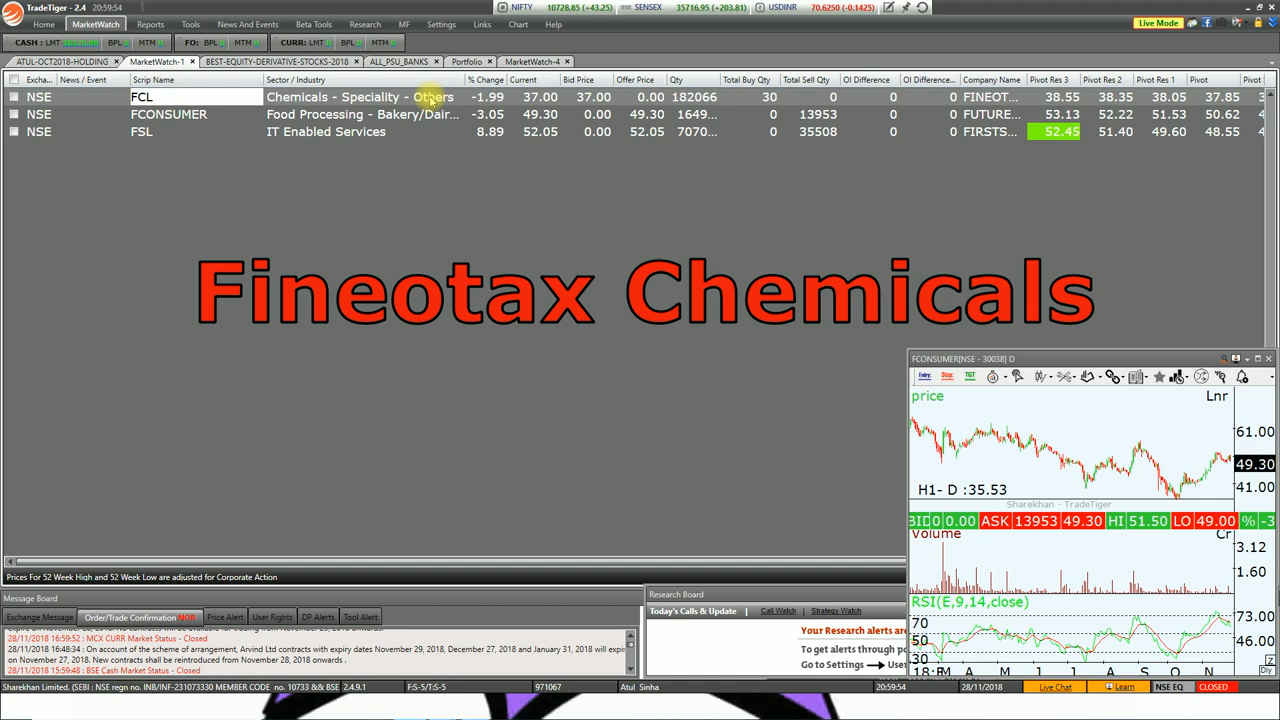 TradeTiger - 2.4 20:59:54 NIFTY 10728.85 (+43.25) SENSEX 35716.95 (+203.81) USDINR 70.6250 (-0.1425)
Home MarketWatch Reports Tools News And Events Beta Tools Research MF Settings Links Chart Help Live Mode
CASH : LMT BPL MTM FO: BPL MTM CURR: LMT BPL MTM
ATUL-OCT2018-HOLDING MarketWatch-1 BEST-EQUITY-DERIVATIVE-STOCKS-2018 ALL_PSU_BANKS Portfolio MarketWatch-4
Excha... News / Event Scrip Name Sector / Industry % Change Current Bid Price Offer Price Qty Total Buy Qty Total Sell Qty OI Difference OI Difference... Company Name Pivot Res 3 Pivot Res 2 Pivot Res 1 Pivot Pivot
NSE FCL Chemicals - Speciality - Others -1.99 37.00 37.00 0.00 182066 30 0 0 0 FINEOT... 38.55 38.35 38.05 37.85
NSE FCONSUMER Food Processing - Bakery/Dair... -3.05 49.30 0.00 49.30 1649... 0 13953 0 0 FUTURE... 53.13 52.22 51.53 50.62
NSE FSL IT Enabled Services 8.89 52.05 0.00 52.05 7070... 0 35508 0 0 FIRSTS... 52.45 51.40 49.60 48.55
Fineotax Chemicals
FCONSUMER[NSE - 30038] D
Entry: Stop: TGT
price Lnr
61.00
49.30
41.00
H1- D :35.53
Sharekhan - TradeTiger
BID 0 0.00 ASK 13953 49.30 HI 51.50 LO 49.00 % -3
Volume Cr
3.12
1.60
RSI(E,9,14,close)
70 73.00
50 46.00
30
18:F M A M J J A S O N
Prices For 52 Week High and 52 Week Low are adjusted for Corporate Action
Message Board
Exchange Message Order/Trade Confirmation NOR Price Alert User Rights DP Alerts Tool Alert
28/11/2018 16:59:52 : MCX CURR Market Status - Closed
28/11/2018 16:48:34 : On account of the scheme of arrangement, Arvind Ltd contracts with expiry dates November 29, 2018, December 27, 2018 and January 31, 2018 will expir
on November 27, 2018. New contracts shall be reintroduced from November 28, 2018 onwards .
28/11/2018 15:59:48 : BSE Cash Market Status - Closed
Research Board
Today's Calls & Update Call Watch Strategy Watch
Your Research alerts are
To get alerts through po
Go to Settings User
Sharekhan Limited. (SEBI : NSE regn no. INB/INF-231073330 MEMBER CODE no. 10733 && BSE 2.4.9.1 F:S-5/T:S-5 971067 Atul Sinha 20:59:54 28/11/2018 Live Chat Learn NSE EQ CLOSED